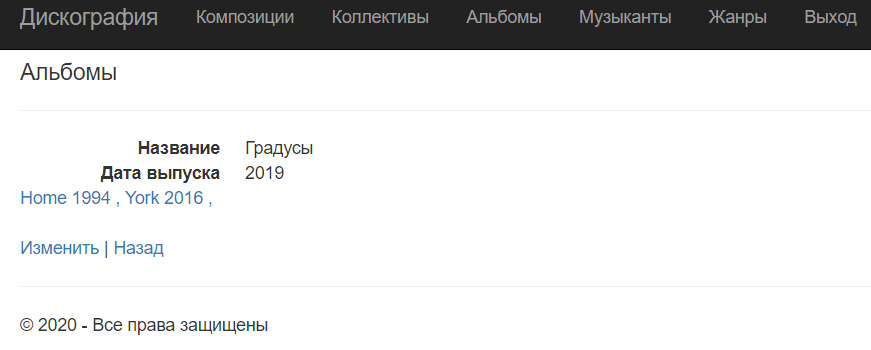 Дискография Композиции Коллективы Альбомы Музыканты Жанры Выход
Альбомы
Название Градусы
Дата выпуска 2019
Home 1994 , York 2016 ,
Изменить | Назад
© 2020 - Все права защищены